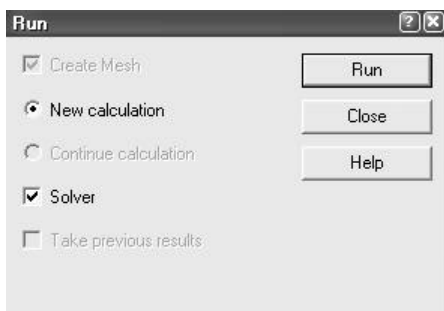 Run
Create Mesh
Run
New calculation
Close
Continue calculation
Help
Solver
Take previous results